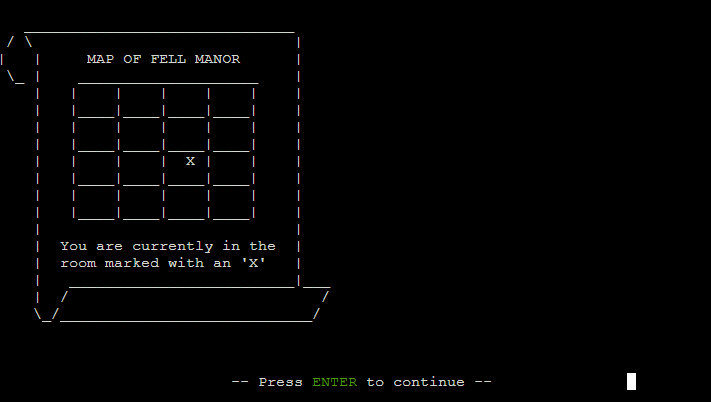 MAP OF FELL MANOR
X
You are currently in the
room marked with an 'X'
-- Press ENTER to continue --